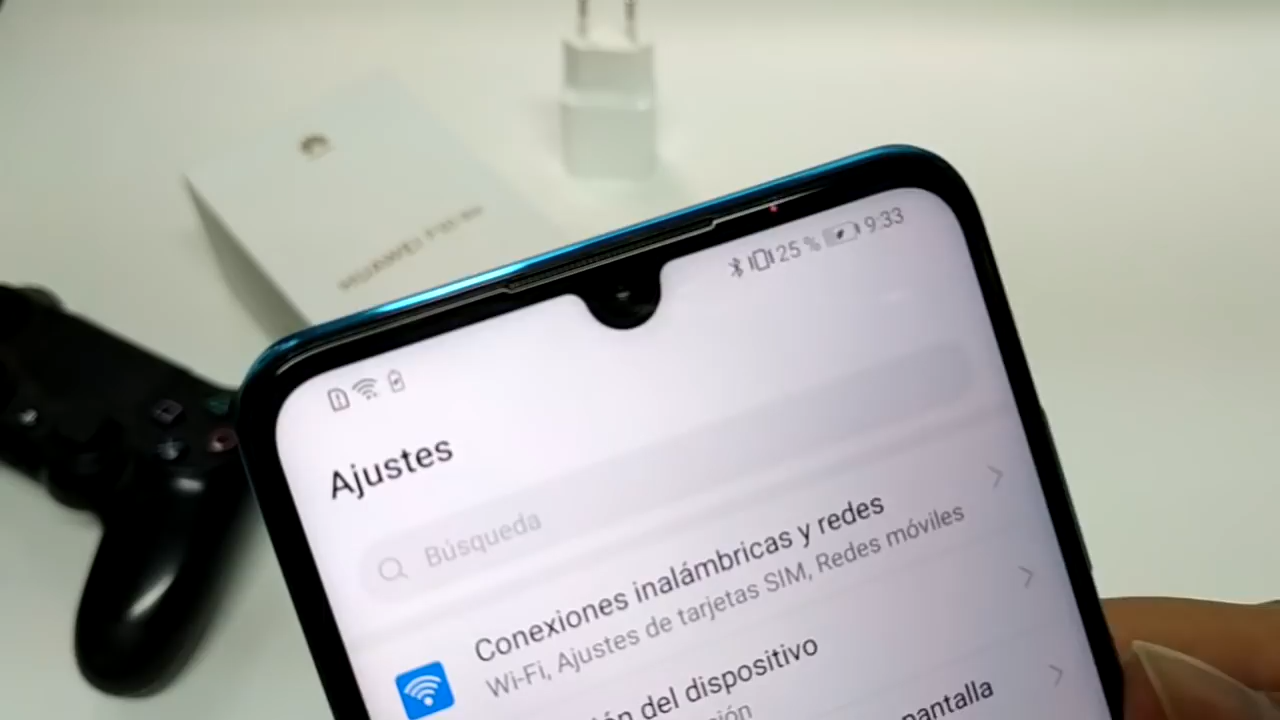 HUAWEI
25 % 9:33
Ajustes
Búsqueda
Conexiones inalámbricas y redes
Wi-Fi, Ajustes de tarjetas SIM, Redes móviles
del dispositivo
pantalla